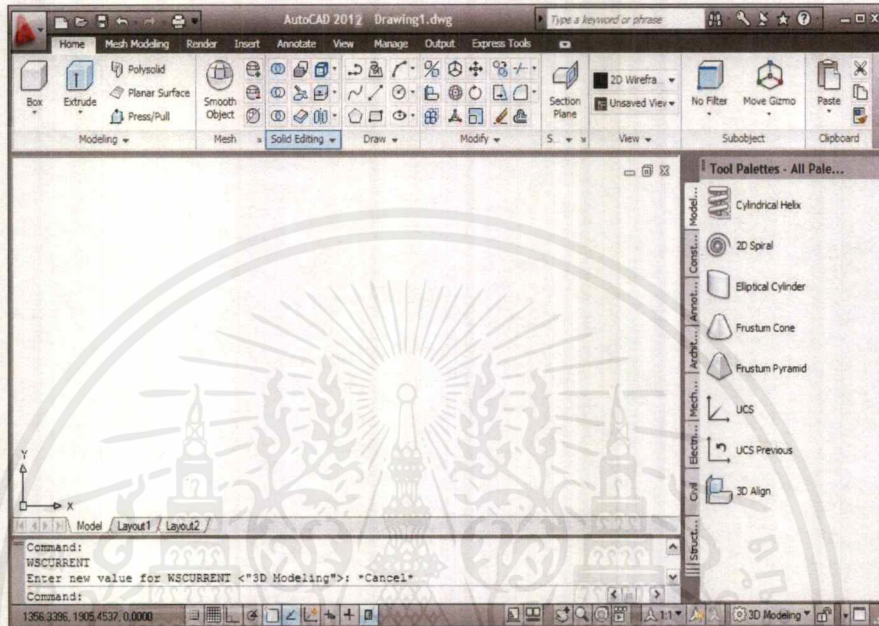 AutoCAD 2012 Drawing1.dwg
Type a keyword or phrase
Home Mesh Modeling Render Insert Annotate View Manage Output Express Tools
Box
Extrude
Polysolid
Planar Surface
Press/Pull
Smooth Object
Section Plane
2D Wirefra...
Unsaved View
No Filter
Move Gizmo
Paste
Modeling
Mesh
Solid Editing
Draw
Modify
S...
View
Subobject
Clipboard
Tool Palettes - All Pale...
Model...
Const...
Annot...
Archit...
Mech...
Electri...
Civil
Struct...
Cylindrical Helix
2D Spiral
Elliptical Cylinder
Frustum Cone
Frustum Pyramid
UCS
UCS Previous
3D Align
Y
X
Model Layout1 Layout2
Command:
WSCURRENT
Enter new value for WSCURRENT <"3D Modeling">: *Cancel*
Command:
1356.3396, 1905.4537, 0.0000
1:1
3D Modeling